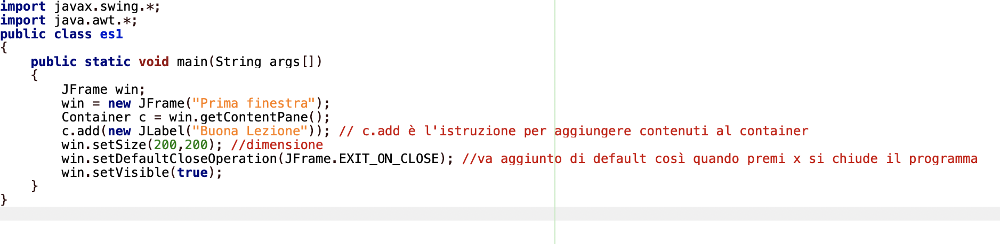 import javax.swing.*;
import java.awt.*;
public class es1
{
    public static void main(String args[])
    {
        JFrame win;
        win = new JFrame("Prima finestra");
        Container c = win.getContentPane();
        c.add(new JLabel("Buona Lezione")); // c.add è l'istruzione per aggiungere contenuti al container
        win.setSize(200,200); //dimensione
        win.setDefaultCloseOperation(JFrame.EXIT_ON_CLOSE); //va aggiunto di default così quando premi x si chiude il programma
        win.setVisible(true);
    }
}